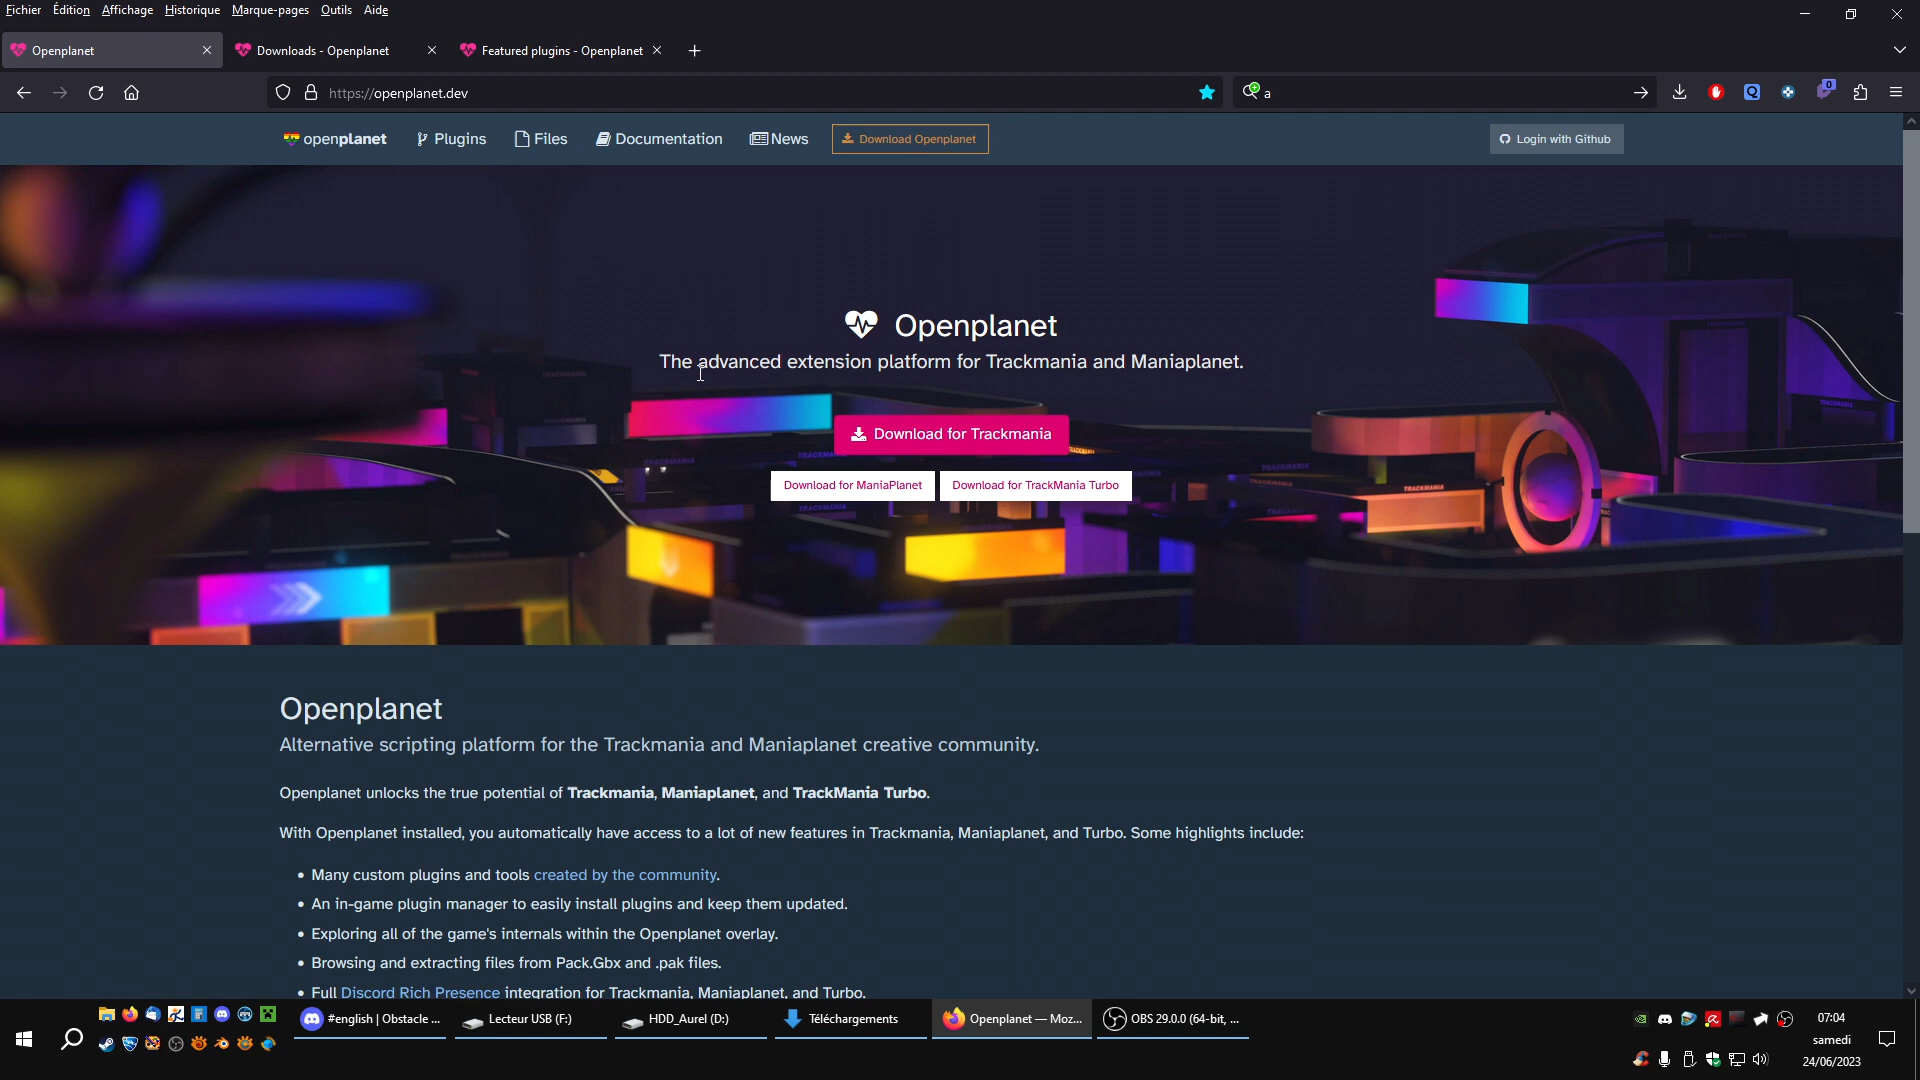 Fichier Édition Affichage Historique Marque-pages Outils Aide
Openplanet
Downloads - Openplanet
Featured plugins - Openplanet
https://openplanet.dev
a
0
openplanet
Plugins
Files
Documentation
News
Download Openplanet
Login with Github
Openplanet
The advanced extension platform for Trackmania and Maniaplanet.
Download for Trackmania
Download for ManiaPlanet
Download for TrackMania Turbo
Openplanet
Alternative scripting platform for the Trackmania and Maniaplanet creative community.
Openplanet unlocks the true potential of Trackmania, Maniaplanet, and TrackMania Turbo.
With Openplanet installed, you automatically have access to a lot of new features in Trackmania, Maniaplanet, and Turbo. Some highlights include:
• Many custom plugins and tools created by the community.
• An in-game plugin manager to easily install plugins and keep them updated.
• Exploring all of the game's internals within the Openplanet overlay.
• Browsing and extracting files from Pack.Gbx and .pak files.
• Full Discord Rich Presence integration for Trackmania, Maniaplanet, and Turbo.
#english | Obstacle ...
Lecteur USB (F:)
HDD_Aurel (D:)
Téléchargements
Openplanet — Moz...
OBS 29.0.0 (64-bit, ...
07:04
samedi
24/06/2023